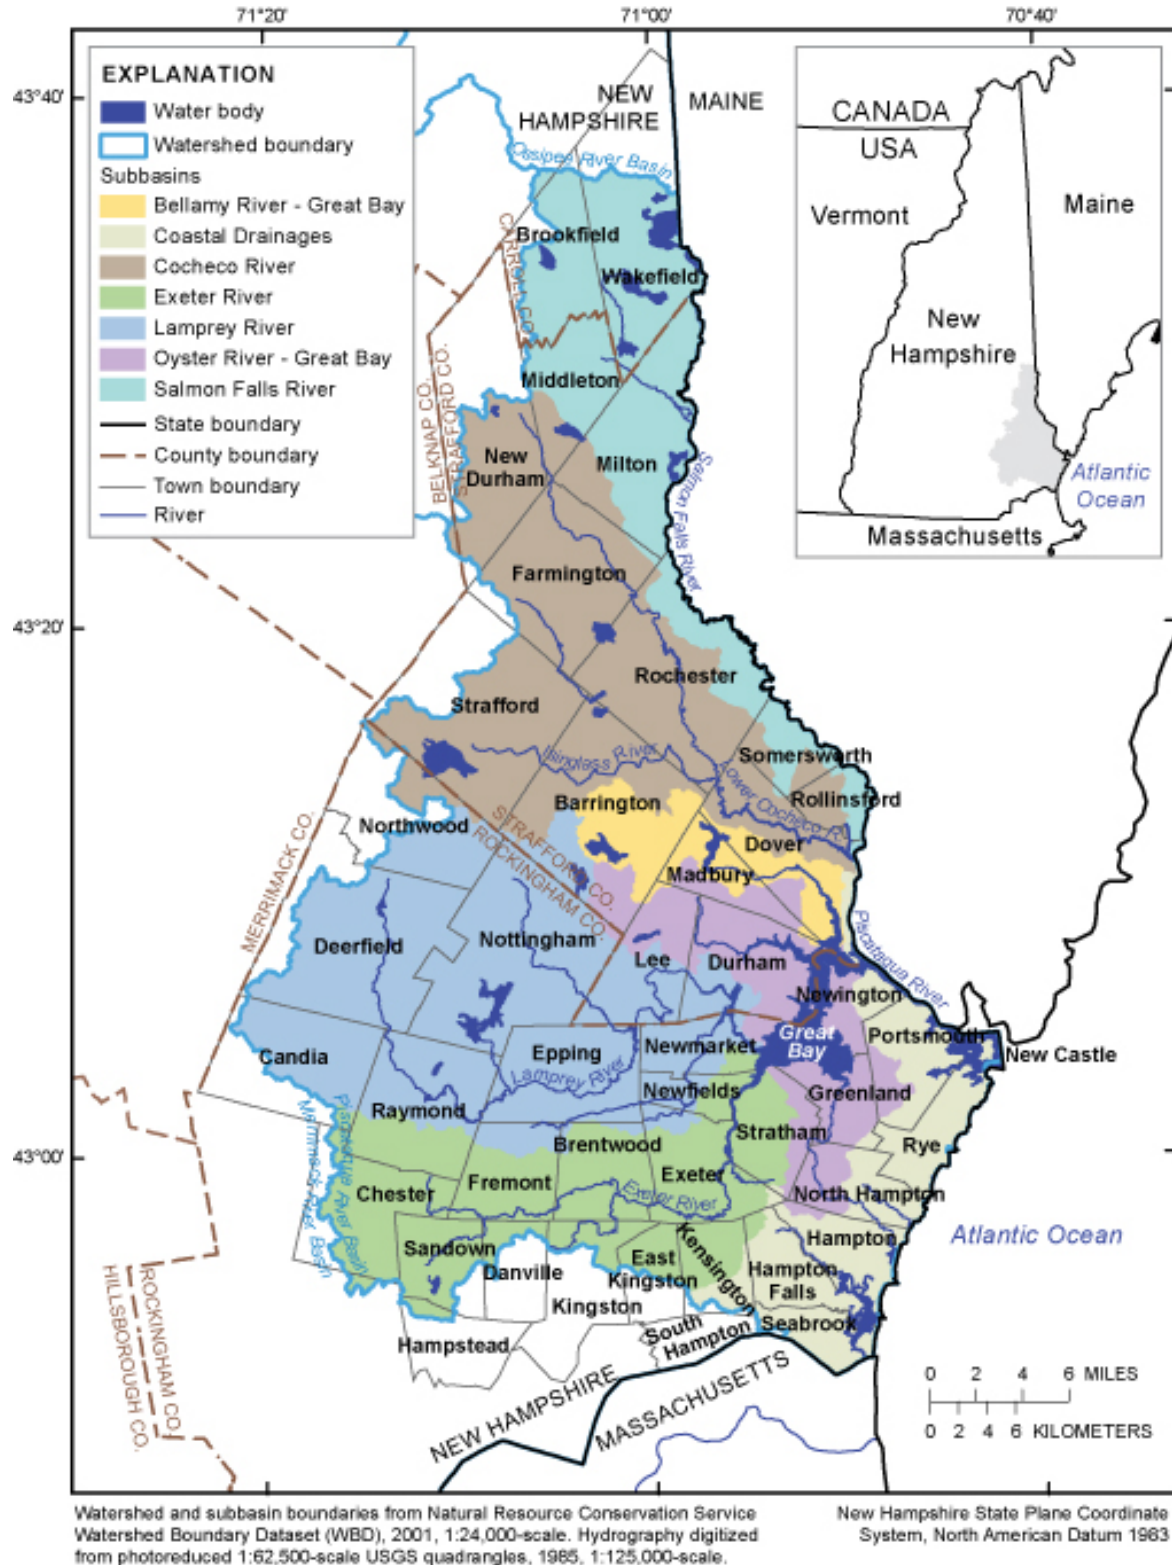 71°20'
71°00'
70°40'
43°40'
43°20'
43°00'
EXPLANATION
Water body
Watershed boundary
Subbasins
Bellamy River - Great Bay
Coastal Drainages
Cocheco River
Exeter River
Lamprey River
Oyster River - Great Bay
Salmon Falls River
State boundary
County boundary
Town boundary
River
NEW
HAMPSHIRE
MAINE
CANADA
USA
Vermont
Maine
New
Hampshire
Atlantic
Ocean
Massachusetts
Ossipee River Basin
CARROLL CO.
Brookfield
Wakefield
BELKNAP CO.
STRAFFORD CO.
Middleton
New
Durham
Milton
Salmon Falls River
Farmington
Rochester
Strafford
Isinglass River
Somersworth
Lower Cocheco R.
Rollinsford
Barrington
Northwood
STRAFFORD CO.
ROCKINGHAM CO.
Dover
Madbury
MERRIMACK CO.
Deerfield
Nottingham
Lee
Durham
Piscataqua River
Newington
Portsmouth
New Castle
Great
Bay
Candia
Epping
Newmarket
Lamprey River
Newfields
Greenland
Raymond
Merrimack River Basin
Piscataqua River Basin
Brentwood
Stratham
Rye
Chester
Fremont
Exeter
Exeter River
North Hampton
Atlantic Ocean
Sandown
Hampton
Danville
East
Kingston
Kensington
Hampton
Falls
Kingston
Seabrook
Hampstead
South
Hampton
ROCKINGHAM CO.
HILLSBOROUGH CO.
NEW HAMPSHIRE
MASSACHUSETTS
0 2 4 6 MILES
0 2 4 6 KILOMETERS
Watershed and subbasin boundaries from Natural Resource Conservation Service
Watershed Boundary Dataset (WBD), 2001, 1:24,000-scale. Hydrography digitized
from photoreduced 1:62,500-scale USGS quadrangles, 1985, 1:125,000-scale.
New Hampshire State Plane Coordinate
System, North American Datum 1983